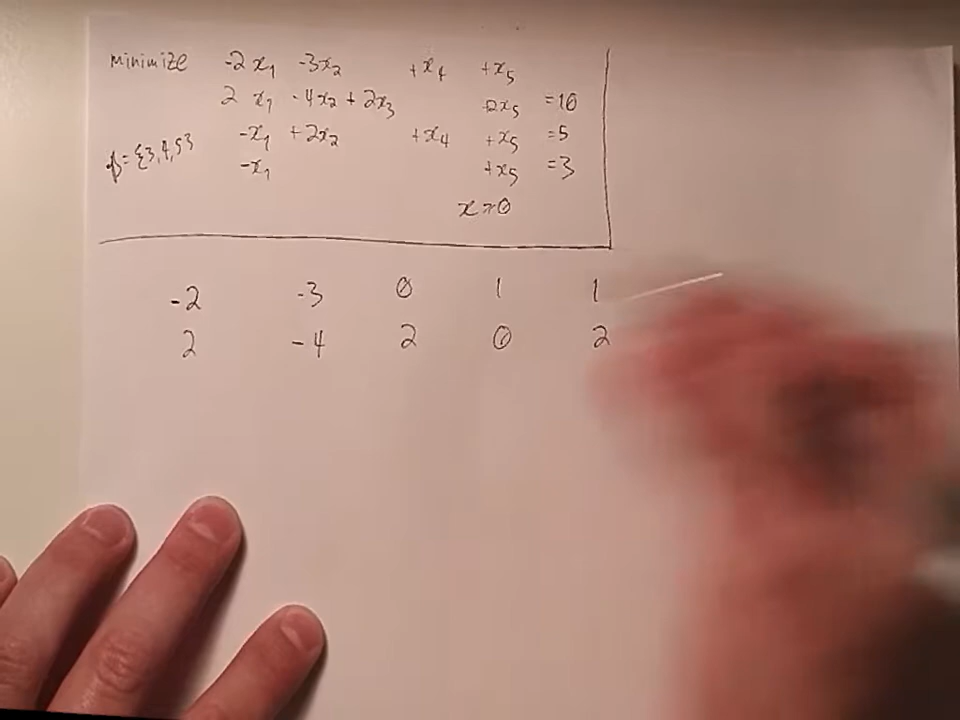 minimize -2x₁ -3x₂ +x₄ +x₅
2x₁ -4x₂ + 2x₃ +2x₅ =10
-x₁ +2x₂ +x₄ +x₅ =5
β={3,4,5} -x₁ +x₅ =3
x≥0
-2 -3 0 1 1
2 -4 2 0 2